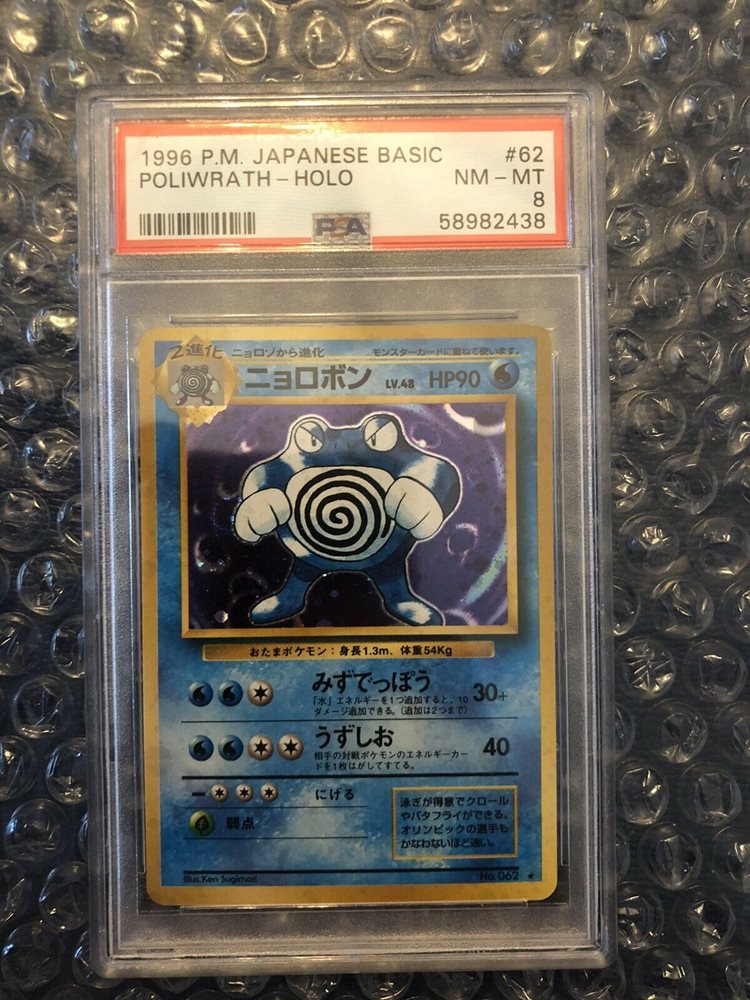 1996 P.M. JAPANESE BASIC #62
POLIWRATH - HOLO NM - MT
8
PSA 58982438
2進化 ニョロゾから進化 モンスターカードに重ねて使います。
ニョロボン LV.48 HP90
おたまポケモン：身長1.3m、体重54Kg
みずでっぽう 30+
「水」エネルギーを1つ追加すると、10
ダメージ追加できる。（追加は2つまで）
うずしお 40
相手の対戦ポケモンのエネルギーカー
ドを1枚はがしてすてる。
にげる
弱点
泳ぎが得意でクロール
やバタフライができる。
オリンピックの選手も
かなわないほど速い。
Illus.Ken Sugimori No.062 ★